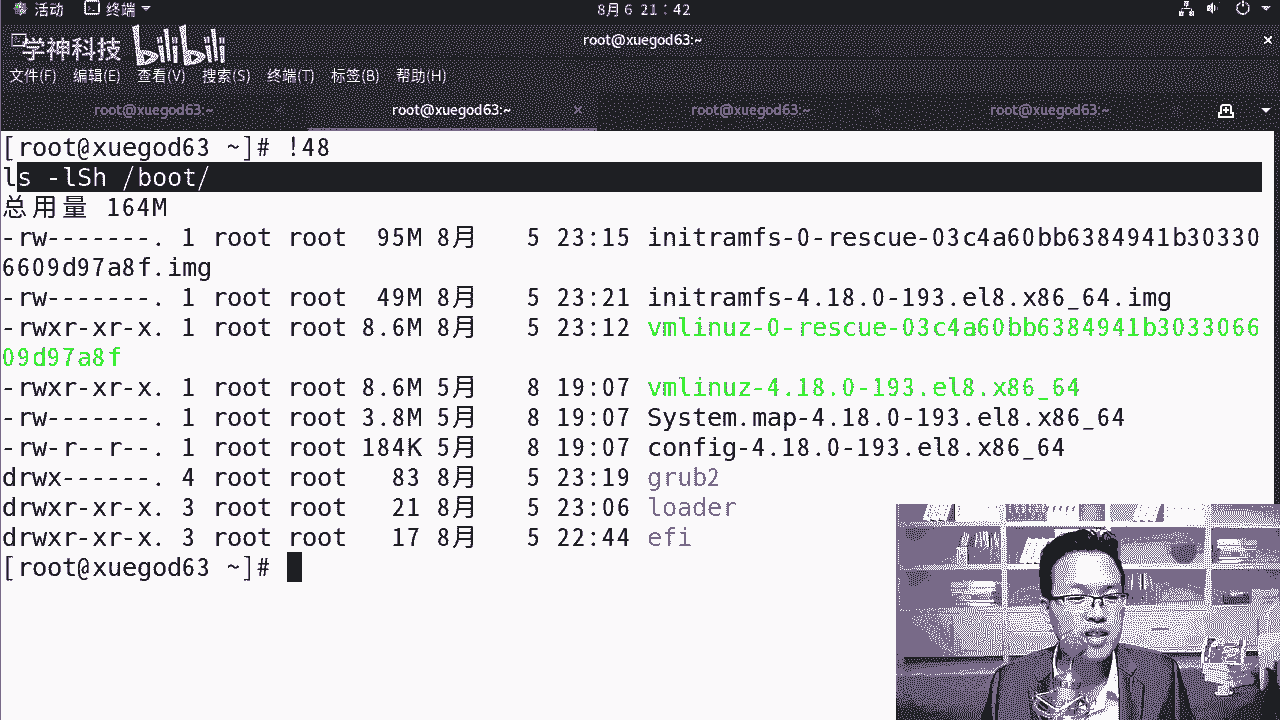 活动 终端 8月 6 21：42
学神科技 bilibili root@xuegod63:~
文件(F) 编辑(E) 查看(V) 搜索(S) 终端(T) 标签(B) 帮助(H)
root@xuegod63:~ root@xuegod63:~ root@xuegod63:~ root@xuegod63:~
[root@xuegod63 ~]# !48
ls -lSh /boot/
总用量 164M
-rw-------. 1 root root  95M 8月   5 23:15 initramfs-0-rescue-03c4a60bb6384941b30330
6609d97a8f.img
-rw-------. 1 root root  49M 8月   5 23:21 initramfs-4.18.0-193.el8.x86_64.img
-rwxr-xr-x. 1 root root 8.6M 8月   5 23:12 vmlinuz-0-rescue-03c4a60bb6384941b3033066
09d97a8f
-rwxr-xr-x. 1 root root 8.6M 5月   8 19:07 vmlinuz-4.18.0-193.el8.x86_64
-rw-------. 1 root root 3.8M 5月   8 19:07 System.map-4.18.0-193.el8.x86_64
-rw-r--r--. 1 root root 184K 5月   8 19:07 config-4.18.0-193.el8.x86_64
drwx------. 4 root root   83 8月   5 23:19 grub2
drwxr-xr-x. 3 root root   21 8月   5 23:06 loader
drwxr-xr-x. 3 root root   17 8月   5 22:44 efi
[root@xuegod63 ~]#